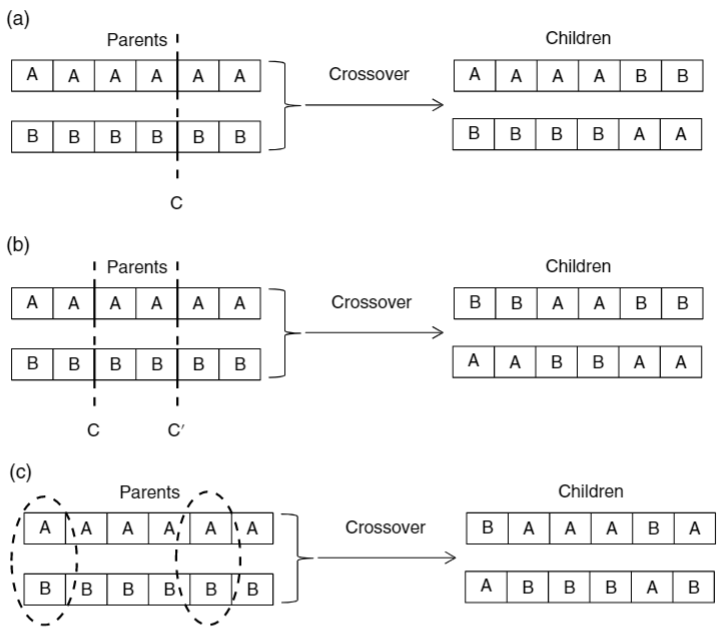 (a)
Parents Children
A A A A A A Crossover A A A A B B
B B B B B B B B B B A A
C
(b)
Parents Children
A A A A A A Crossover B B A A B B
B B B B B B A A B B A A
C C′
(c)
Parents Children
A A A A A A Crossover B A A A B A
B B B B B B A B B B A B